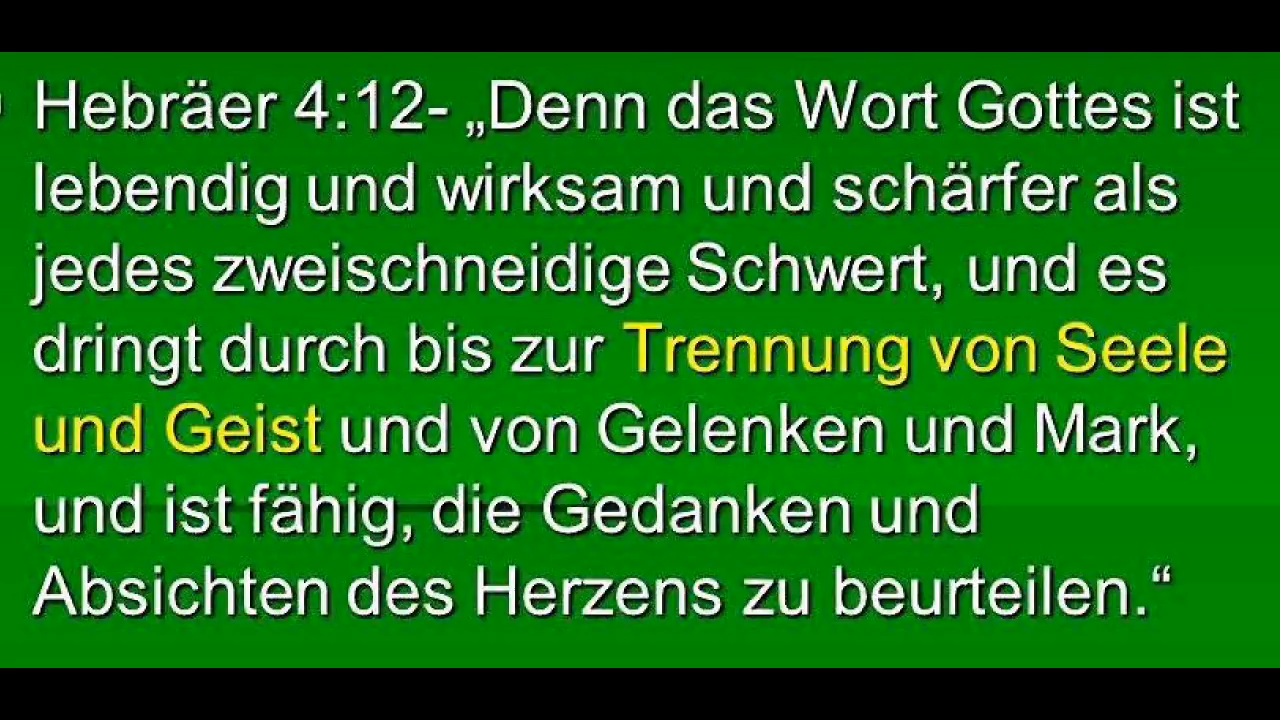 Hebräer 4:12- „Denn das Wort Gottes ist
lebendig und wirksam und schärfer als
jedes zweischneidige Schwert, und es
dringt durch bis zur Trennung von Seele
und Geist und von Gelenken und Mark,
und ist fähig, die Gedanken und
Absichten des Herzens zu beurteilen.“